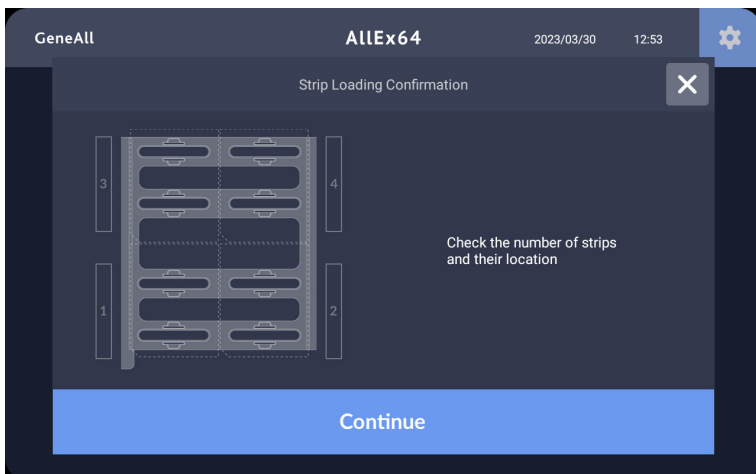 GeneAll
AllEx64
2023/03/30
12:53
Strip Loading Confirmation
3
4
Check the number of strips
and their location
1
2
Continue